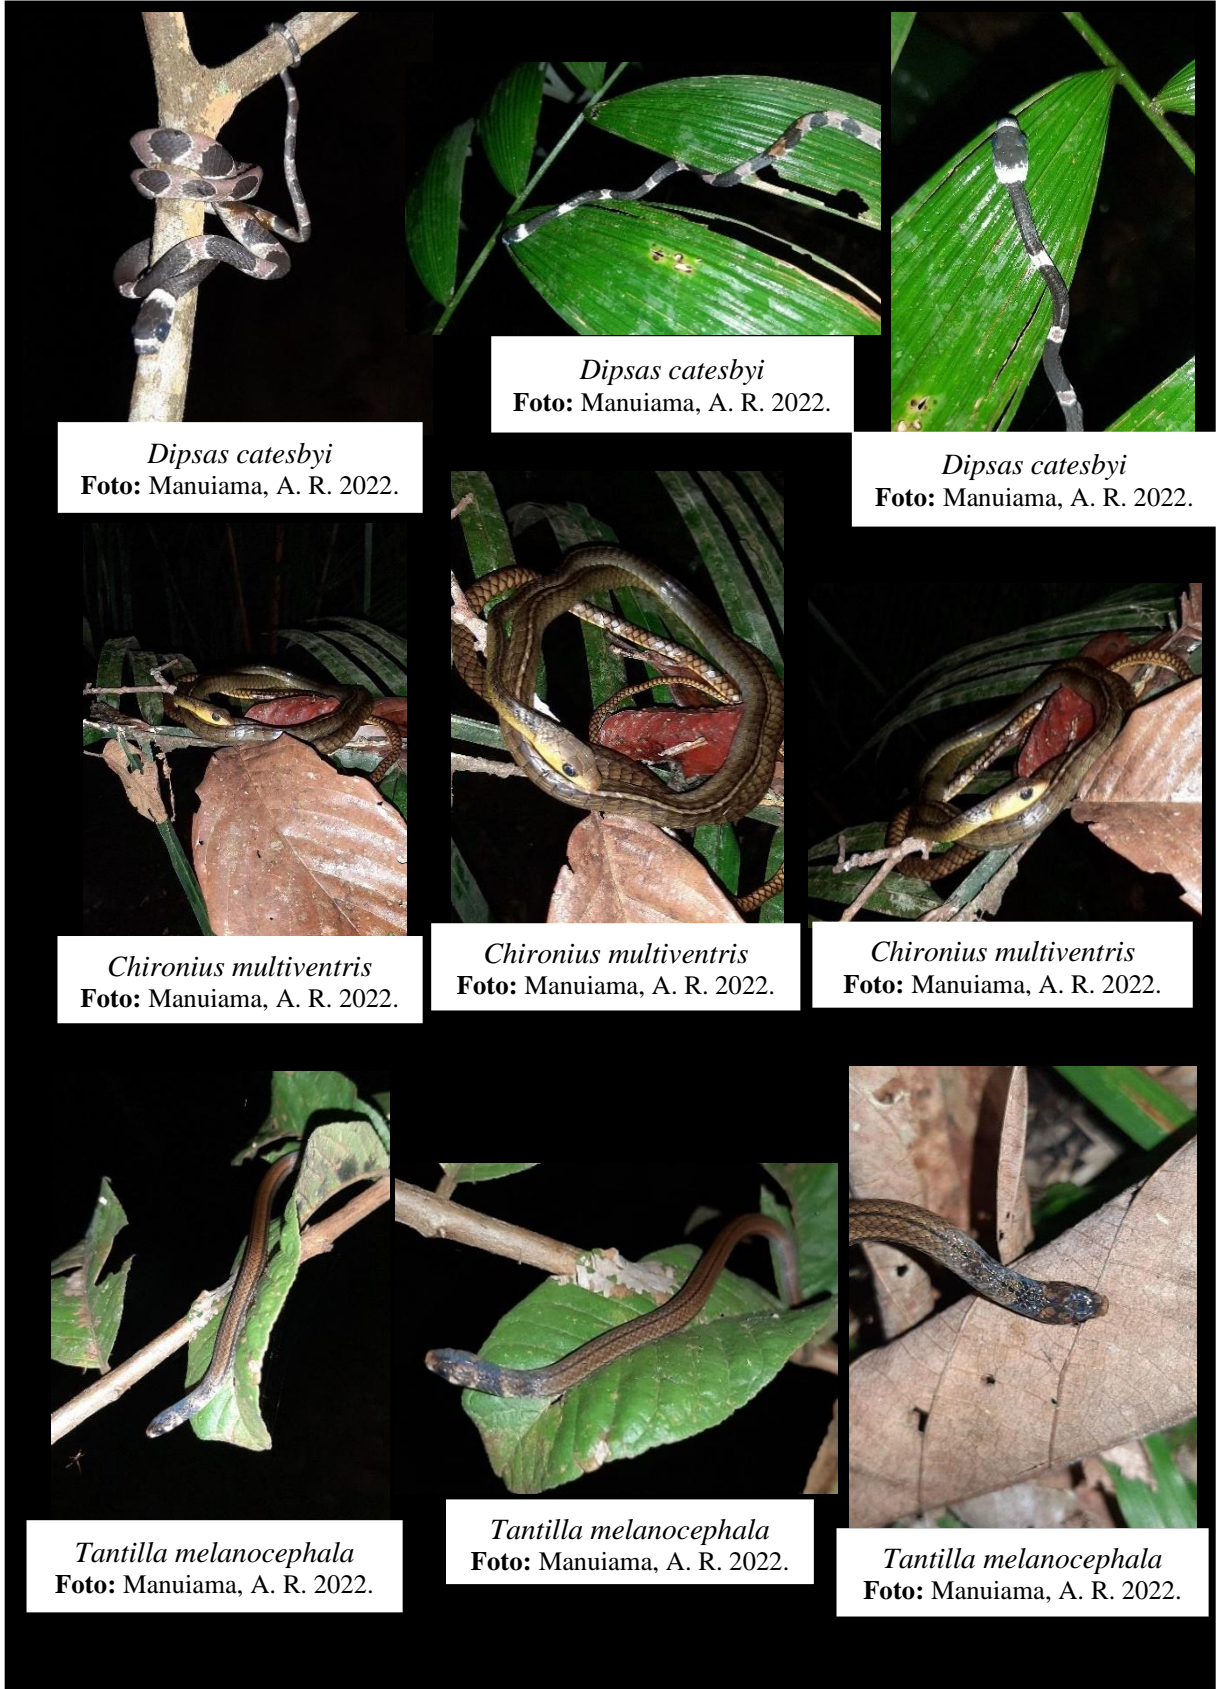 Dipsas catesbyi
Foto: Manuiama, A. R. 2022.
Dipsas catesbyi
Foto: Manuiama, A. R. 2022.
Dipsas catesbyi
Foto: Manuiama, A. R. 2022.
Chironius multiventris
Foto: Manuiama, A. R. 2022.
Chironius multiventris
Foto: Manuiama, A. R. 2022.
Chironius multiventris
Foto: Manuiama, A. R. 2022.
Tantilla melanocephala
Foto: Manuiama, A. R. 2022.
Tantilla melanocephala
Foto: Manuiama, A. R. 2022.
Tantilla melanocephala
Foto: Manuiama, A. R. 2022.